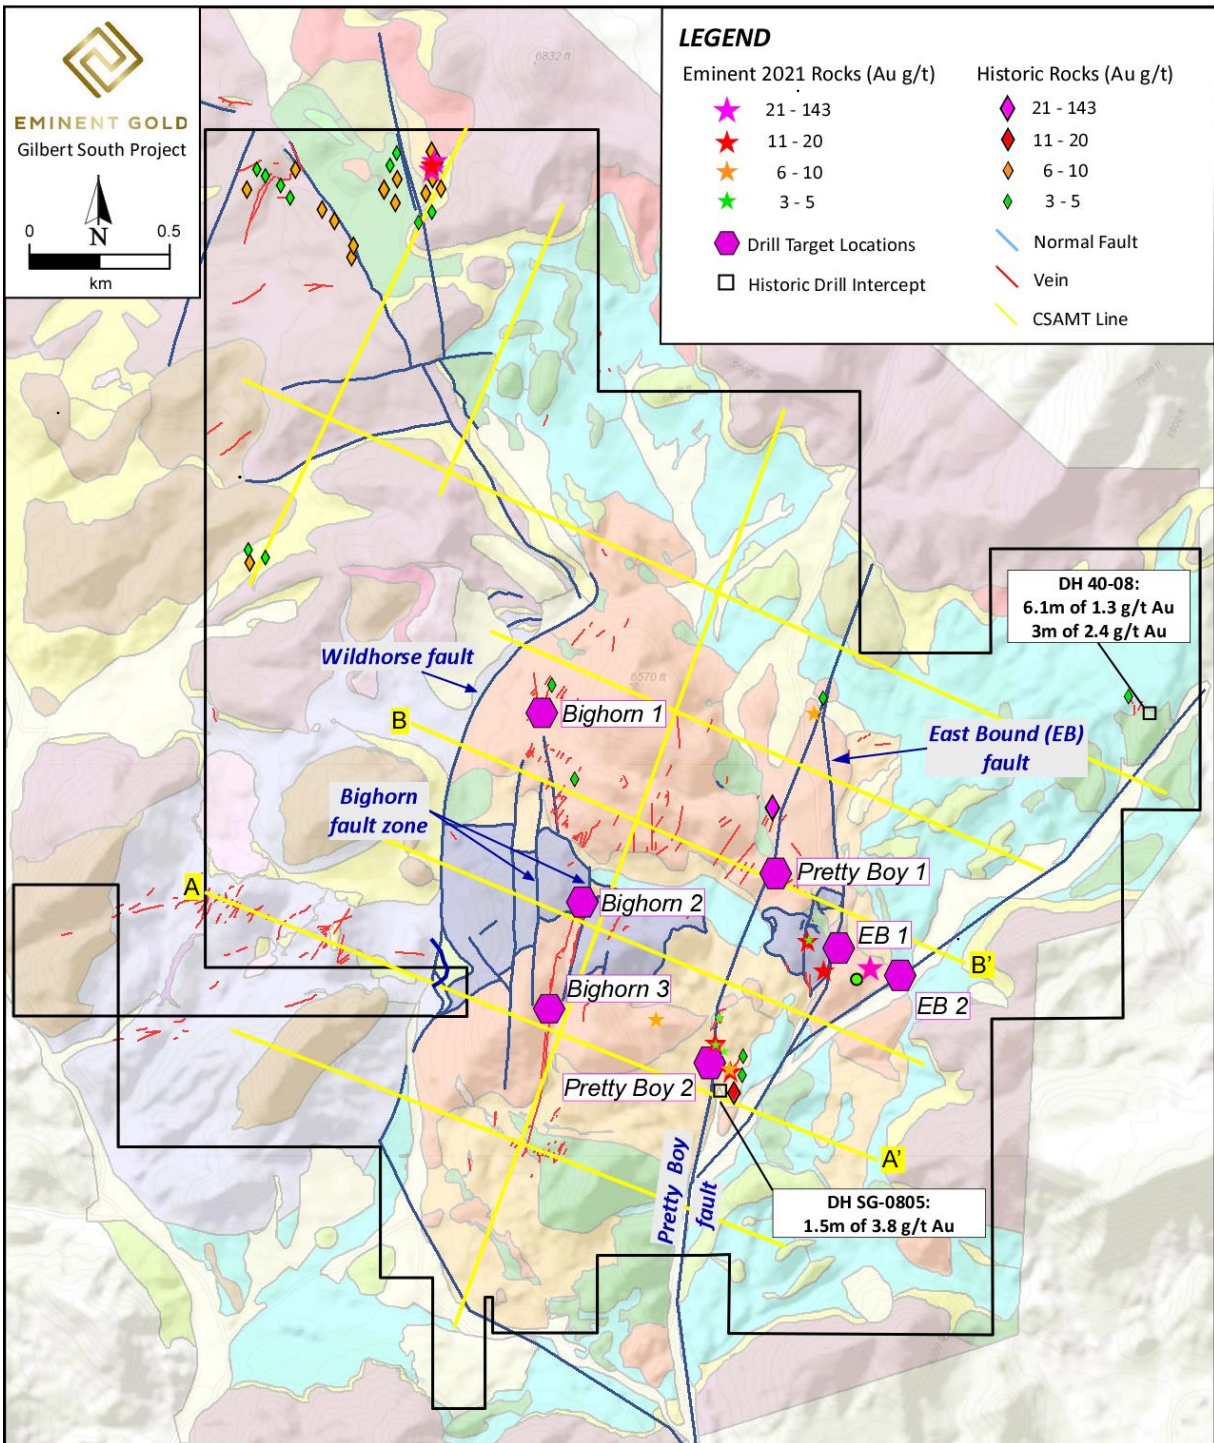 EMINENT GOLD
Gilbert South Project
0
0.5
N
km
LEGEND
Eminent 2021 Rocks (Au g/t)
21 - 143
11 - 20
6 - 10
3 - 5
Drill Target Locations
Historic Drill Intercept
Historic Rocks (Au g/t)
21 - 143
11 - 20
6 - 10
3 - 5
Normal Fault
Vein
CSAMT Line
6832 ft
DH 40-08:
6.1m of 1.3 g/t Au
3m of 2.4 g/t Au
Wildhorse fault
6570 ft
B
Bighorn 1
East Bound (EB)
fault
Bighorn
fault zone
Pretty Boy 1
A
Bighorn 2
EB 1
B'
Bighorn 3
EB 2
Pretty Boy 2
A'
Pretty Boy
fault
DH SG-0805:
1.5m of 3.8 g/t Au